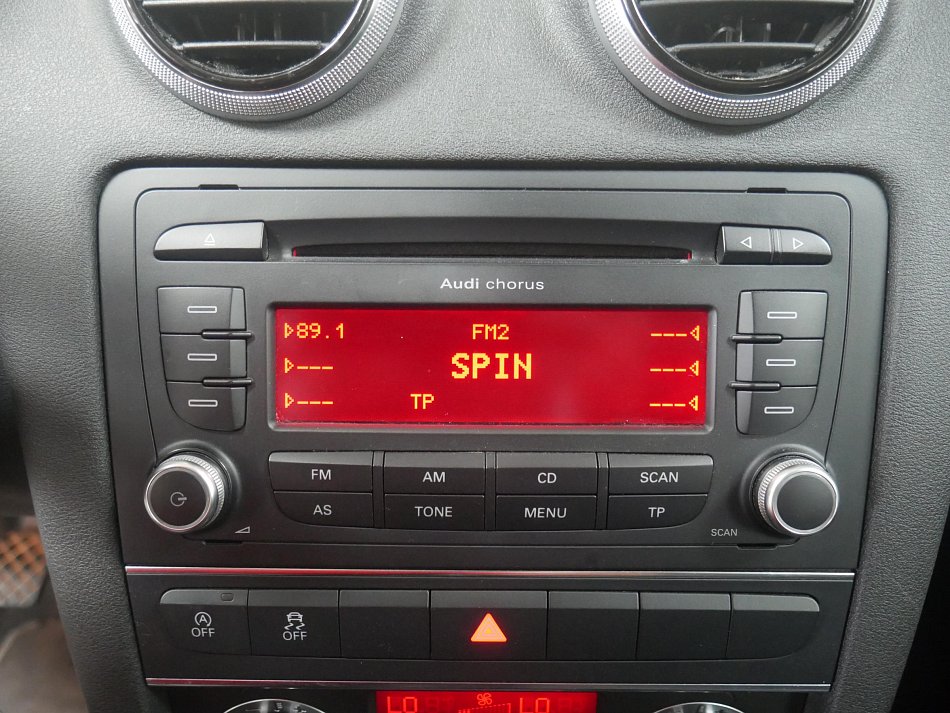 Audi chorus
89.1 FM2 ---
--- SPIN ---
--- TP ---
FM AM CD SCAN
AS TONE MENU TP
SCAN
A
OFF OFF
LO LO